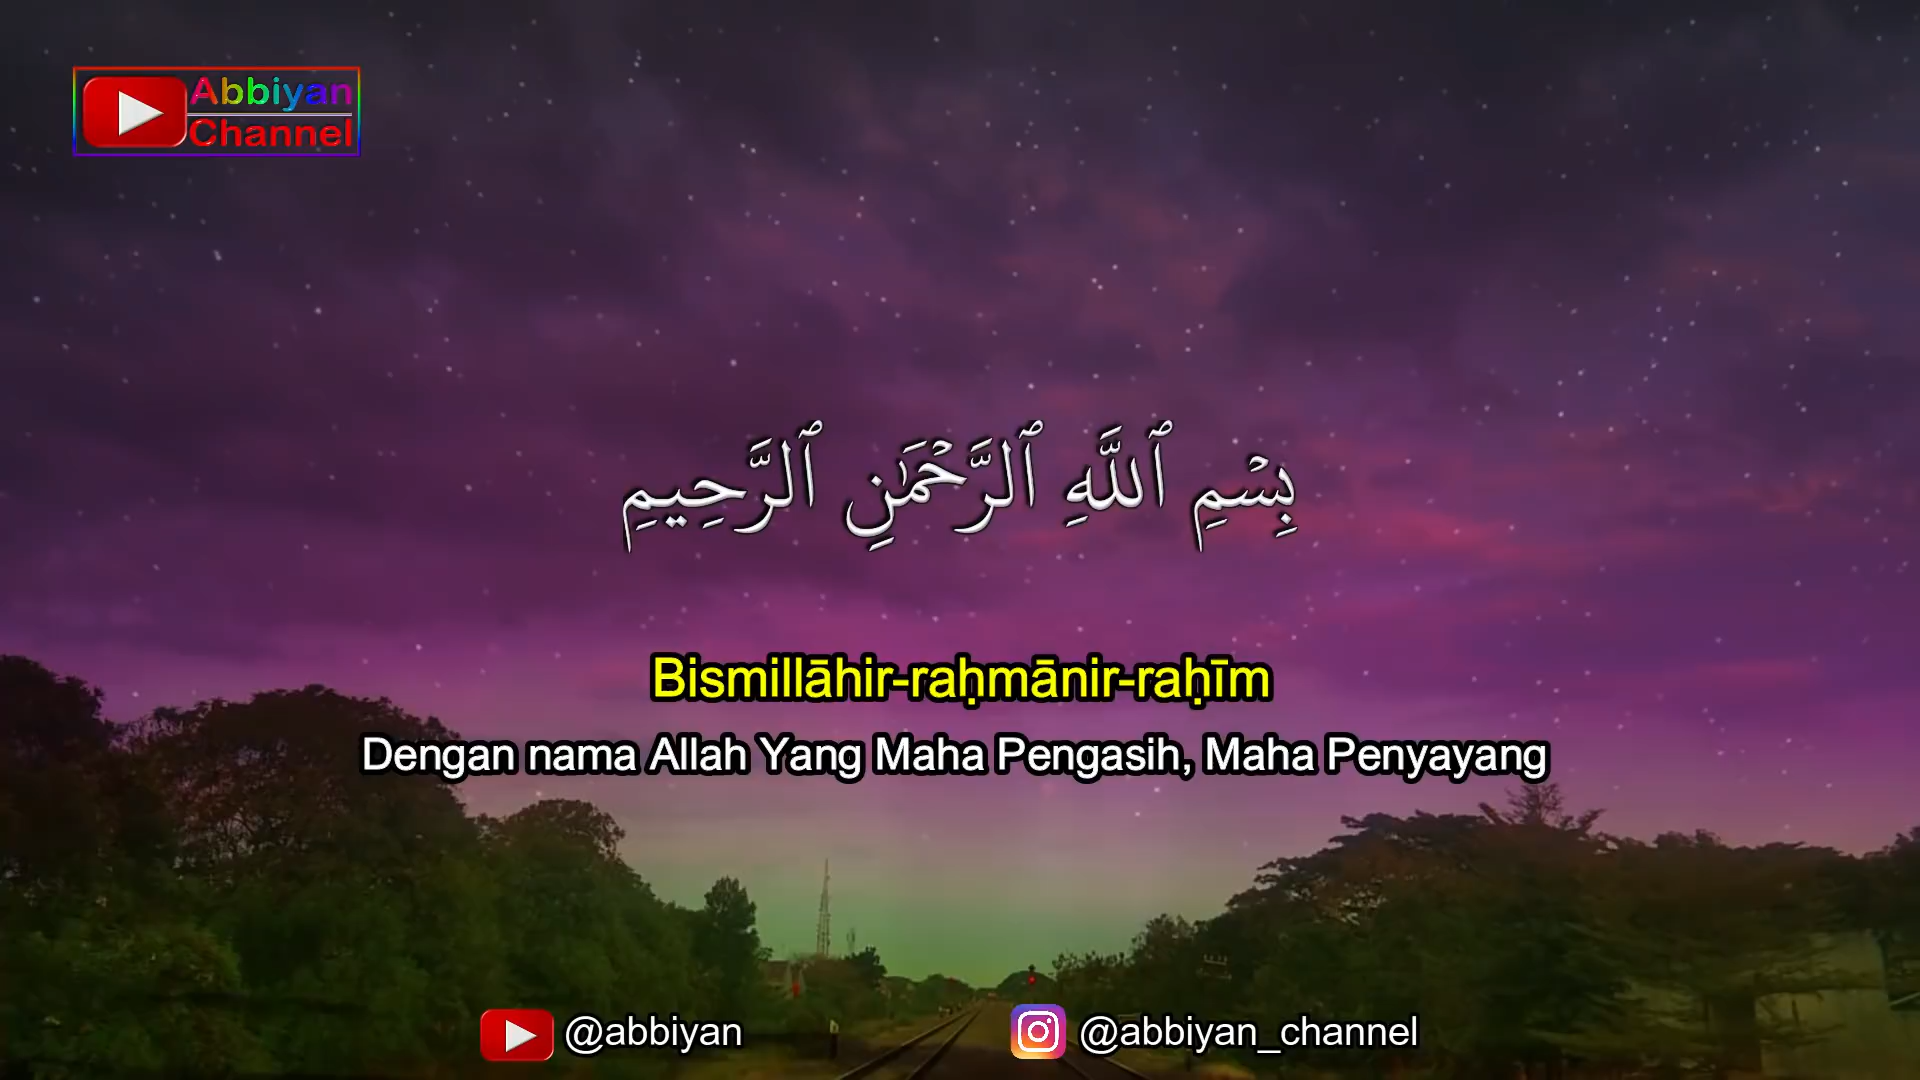 Abbiyan
Channel
بِسْمِ ٱللَّهِ ٱلرَّحْمَٰنِ ٱلرَّحِيمِ
Bismillāhir-raḥmānir-raḥīm
Dengan nama Allah Yang Maha Pengasih, Maha Penyayang
@abbiyan
@abbiyan_channel